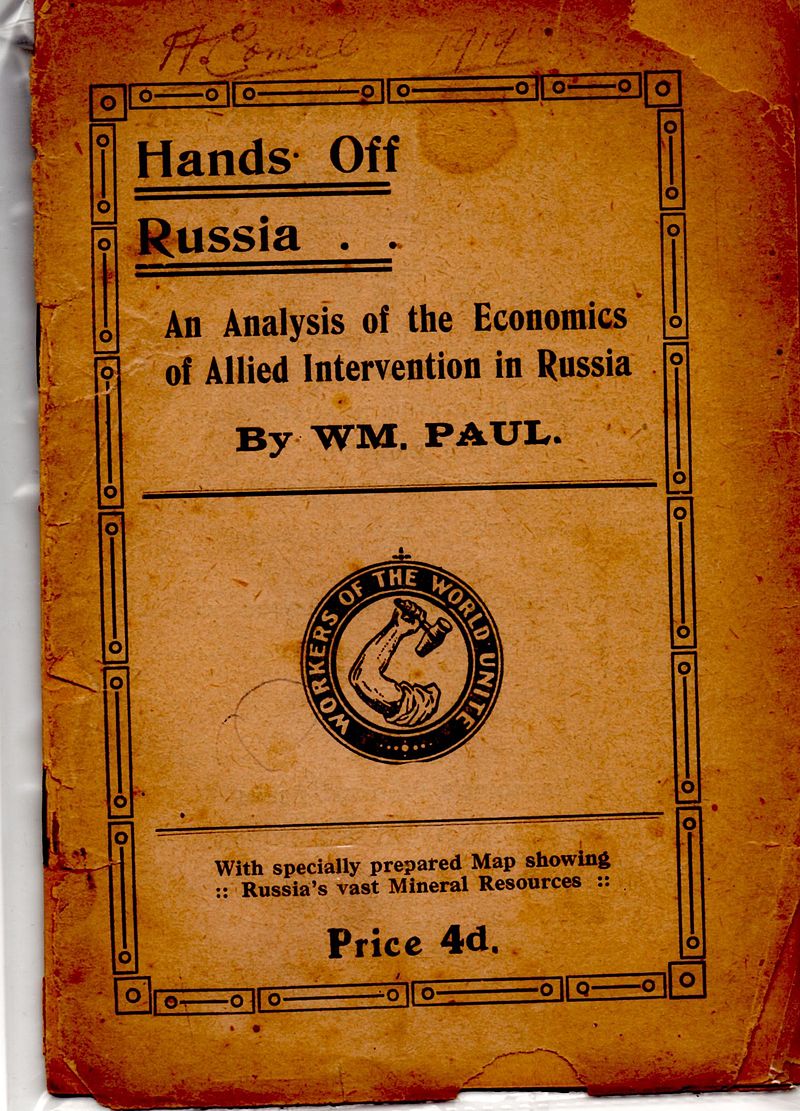 1919
Hands Off
Russia . .
An Analysis of the Economics
of Allied Intervention in Russia
By WM. PAUL.
WORKERS OF THE WORLD UNITE
With specially prepared Map showing
:: Russia's vast Mineral Resources ::
Price 4d.